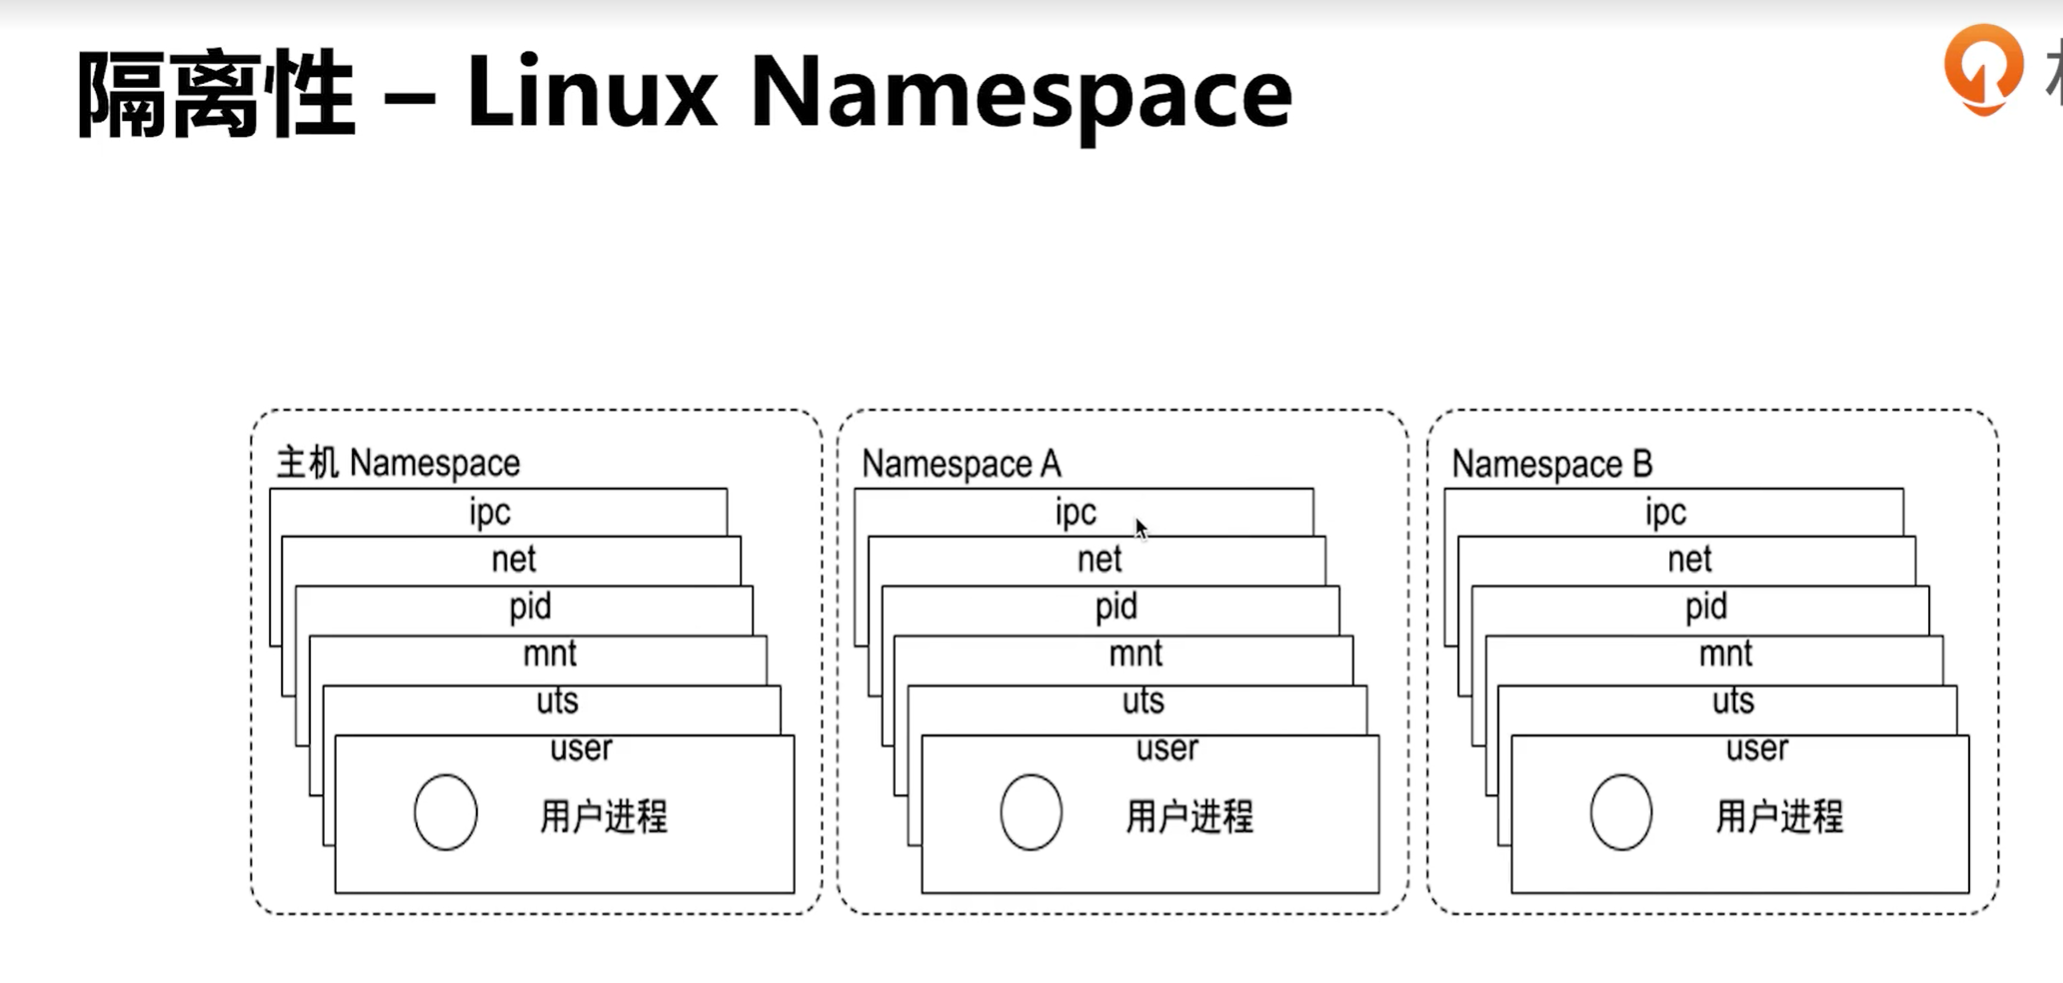 隔离性 – Linux Namespace
主机 Namespace
ipc
net
pid
mnt
uts
user
用户进程
Namespace A
ipc
net
pid
mnt
uts
user
用户进程
Namespace B
ipc
net
pid
mnt
uts
user
用户进程